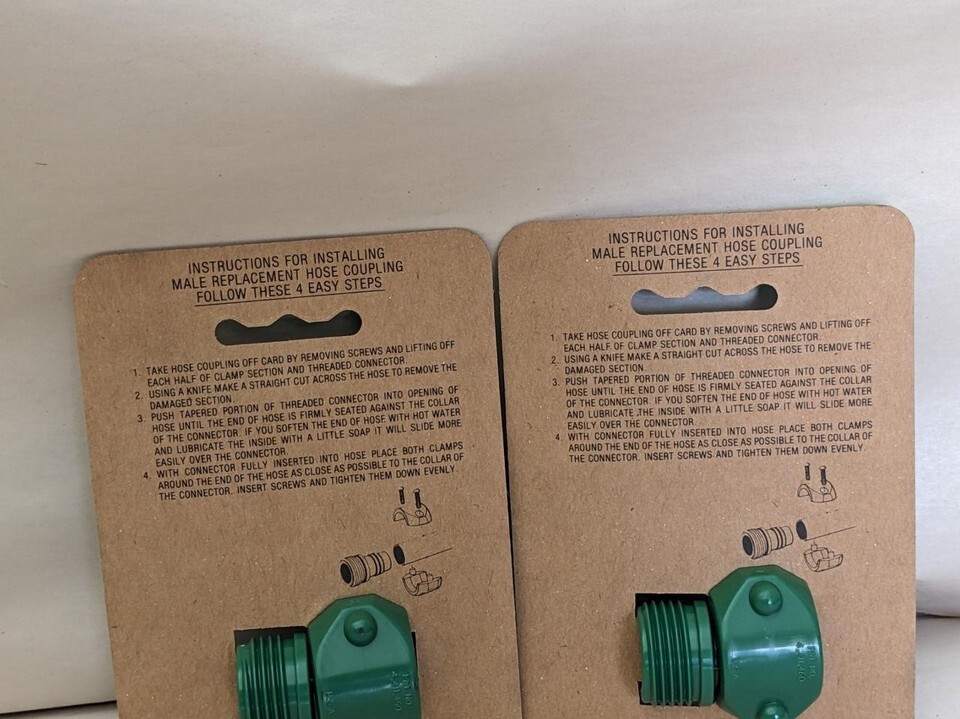 INSTRUCTIONS FOR INSTALLING
MALE REPLACEMENT HOSE COUPLING
FOLLOW THESE 4 EASY STEPS
1. TAKE HOSE COUPLING OFF CARD BY REMOVING SCREWS AND LIFTING OFF
EACH HALF OF CLAMP SECTION AND THREADED CONNECTOR.
2. USING A KNIFE MAKE A STRAIGHT CUT ACROSS THE HOSE TO REMOVE THE
DAMAGED SECTION.
3. PUSH TAPERED PORTION OF THREADED CONNECTOR INTO OPENING OF
HOSE UNTIL THE END OF HOSE IS FIRMLY SEATED AGAINST THE COLLAR
OF THE CONNECTOR. IF YOU SOFTEN THE END OF HOSE WITH HOT WATER
AND LUBRICATE THE INSIDE WITH A LITTLE SOAP IT WILL SLIDE MORE
EASILY OVER THE CONNECTOR.
4. WITH CONNECTOR FULLY INSERTED INTO HOSE PLACE BOTH CLAMPS
AROUND THE END OF THE HOSE AS CLOSE AS POSSIBLE TO THE COLLAR OF
THE CONNECTOR. INSERT SCREWS AND TIGHTEN THEM DOWN EVENLY.
INSTRUCTIONS FOR INSTALLING
MALE REPLACEMENT HOSE COUPLING
FOLLOW THESE 4 EASY STEPS
1. TAKE HOSE COUPLING OFF CARD BY REMOVING SCREWS AND LIFTING OFF
EACH HALF OF CLAMP SECTION AND THREADED CONNECTOR.
2. USING A KNIFE MAKE A STRAIGHT CUT ACROSS THE HOSE TO REMOVE THE
DAMAGED SECTION.
3. PUSH TAPERED PORTION OF THREADED CONNECTOR INTO OPENING OF
HOSE UNTIL THE END OF HOSE IS FIRMLY SEATED AGAINST THE COLLAR
OF THE CONNECTOR. IF YOU SOFTEN THE END OF HOSE WITH HOT WATER
AND LUBRICATE THE INSIDE WITH A LITTLE SOAP IT WILL SLIDE MORE
EASILY OVER THE CONNECTOR.
4. WITH CONNECTOR FULLY INSERTED INTO HOSE PLACE BOTH CLAMPS
AROUND THE END OF THE HOSE AS CLOSE AS POSSIBLE TO THE COLLAR OF
THE CONNECTOR. INSERT SCREWS AND TIGHTEN THEM DOWN EVENLY.